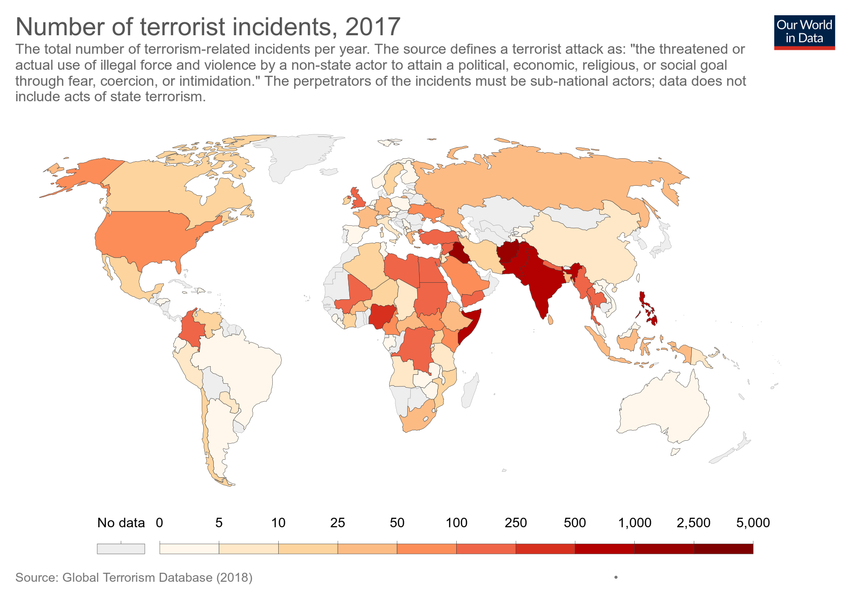 Number of terrorist incidents, 2017
Our World
in Data
The total number of terrorism-related incidents per year. The source defines a terrorist attack as: "the threatened or
actual use of illegal force and violence by a non-state actor to attain a political, economic, religious, or social goal
through fear, coercion, or intimidation." The perpetrators of the incidents must be sub-national actors; data does not
include acts of state terrorism.
No data 0 5 10 25 50 100 250 500 1,000 2,500 5,000
Source: Global Terrorism Database (2018)